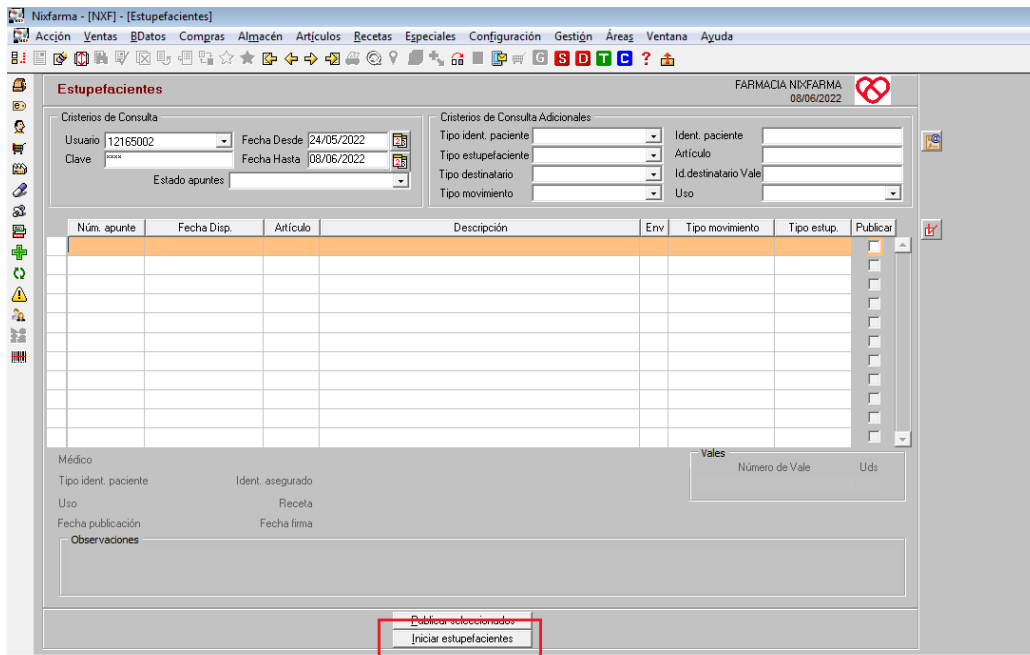 Nixfarma - [NXF] - [Estupefacientes]
Acción Ventas BDatos Compras Almacén Artículos Recetas Especiales Configuración Gestión Áreas Ventana Ayuda
G S D T C ?
Estupefacientes
FARMACIA NIXFARMA
08/06/2022
Cristerios de Consulta
Usuario 12165002 Fecha Desde 24/05/2022
Clave **** Fecha Hasta 08/06/2022
Estado apuntes
Cristerios de Consulta Adicionales
Tipo ident. paciente Ident. paciente
Tipo estupefaciente Artículo
Tipo destinatario Id.destinatario Vale
Tipo movimiento Uso
Núm. apunte Fecha Disp. Artículo Descripción Env Tipo movimiento Tipo estup. Publicar
Médico
Tipo ident. paciente Ident. asegurado
Uso Receta
Fecha publicación Fecha firma
Vales
Número de Vale Uds
Observaciones
Publicar seleccionados
Iniciar estupefacientes